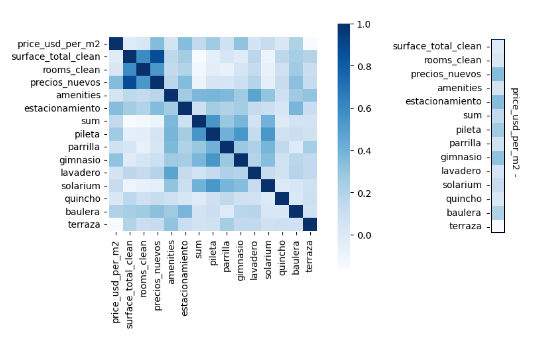 price_usd_per_m2
surface_total_clean
rooms_clean
precios_nuevos
amenities
estacionamiento
sum
pileta
parrilla
gimnasio
lavadero
solarium
quincho
baulera
terraza
price_usd_per_m2
surface_total_clean
rooms_clean
precios_nuevos
amenities
estacionamiento
sum
pileta
parrilla
gimnasio
lavadero
solarium
quincho
baulera
terraza
1.0
0.8
0.6
0.4
0.2
0.0
surface_total_clean
rooms_clean
precios_nuevos
amenities
estacionamiento
sum
pileta
parrilla
gimnasio
lavadero
solarium
quincho
baulera
terraza
price_usd_per_m2